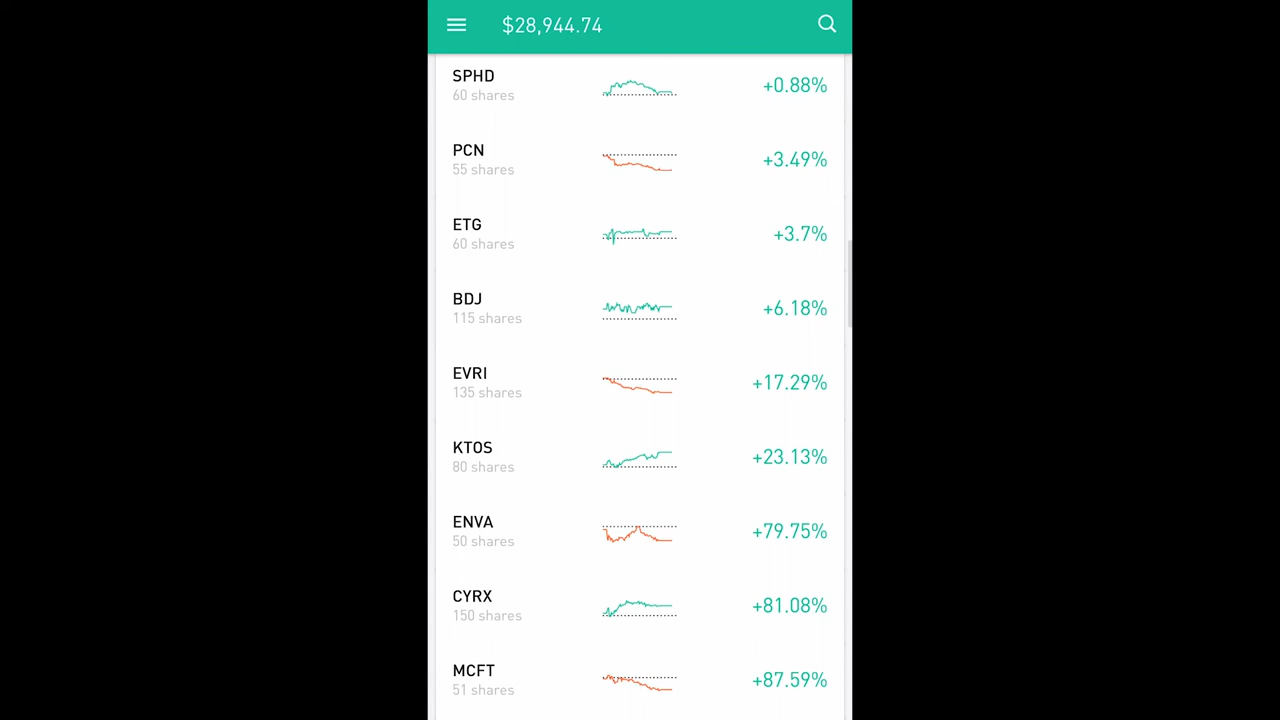 $28,944.74
SPHD
60 shares
+0.88%
PCN
55 shares
+3.49%
ETG
60 shares
+3.7%
BDJ
115 shares
+6.18%
EVRI
135 shares
+17.29%
KTOS
80 shares
+23.13%
ENVA
50 shares
+79.75%
CYRX
150 shares
+81.08%
MCFT
51 shares
+87.59%